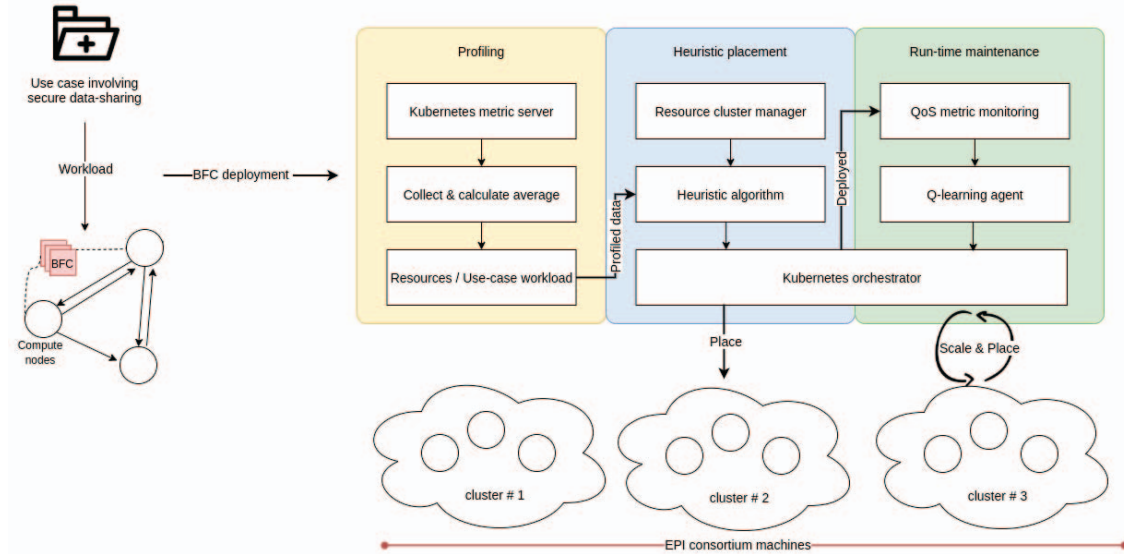 Use case involving
secure data-sharing
Workload
BFC
Compute
nodes
BFC deployment
Profiling
Kubernetes metric server
Collect & calculate average
Resources / Use-case workload
Profiled data
Heuristic placement
Resource cluster manager
Heuristic algorithm
Kubernetes orchestrator
Deployed
Run-time maintenance
QoS metric monitoring
Q-learning agent
Place
Scale & Place
cluster # 1
cluster # 2
cluster # 3
EPI consortium machines